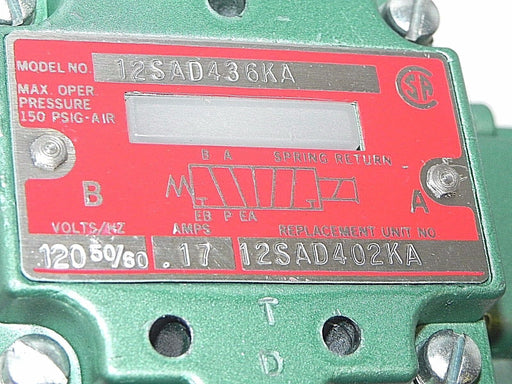 MODEL NO. 12SAD436KA
MAX. OPER.
PRESSURE
150 PSIG-AIR
CSA
B A SPRING RETURN
B A
EB P EA
VOLTS/HZ AMPS REPLACEMENT UNIT NO.
120 50/60 .17 12SAD402KA
T
D